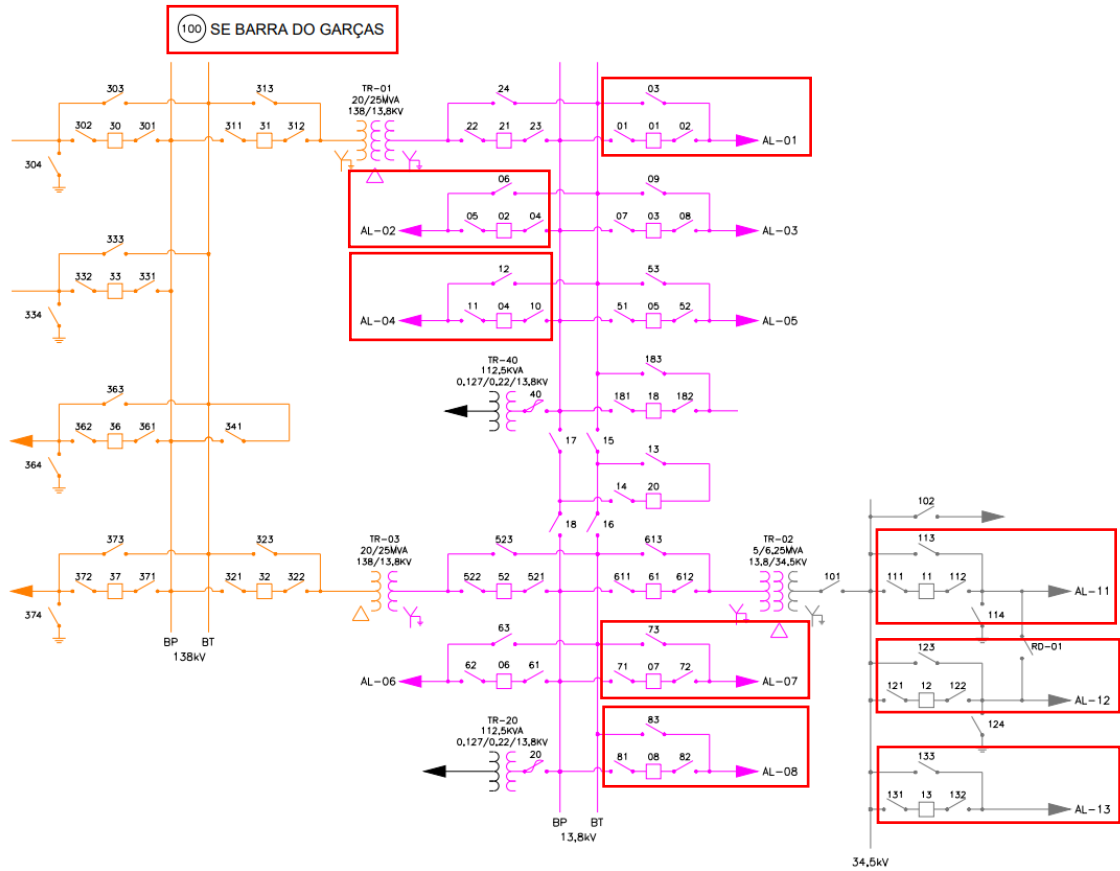 100 SE BARRA DO GARÇAS
303
313
TR-01
20/25MVA
138/13,8kV
24
03
302 30 301
311 31 312
22 21 23
01 01 02
AL-01
304
06
09
AL-02
05 02 04
07 03 08
AL-03
333
12
53
332 33 331
AL-04
11 04 10
51 05 52
AL-05
334
TR-40
112,5KVA
0,127/0,22/13,8KV
183
363
40
181 18 182
362 36 361
341
17
15
13
364
14 20
18
16
102
373
323
TR-03
20/25MVA
138/13,8kV
523
613
TR-02
5/6,25MVA
13,8/34,5KV
113
372 37 371
321 32 322
522 52 521
611 61 612
101
111 11 112
AL-11
374
114
BP
BT
138kV
63
73
123
RD-01
AL-06
62 06 61
71 07 72
AL-07
121 12 122
AL-12
TR-20
112,5KVA
0,127/0,22/13,8KV
83
124
20
81 08 82
AL-08
133
131 13 132
AL-13
BP
BT
13,8kV
34,5kV